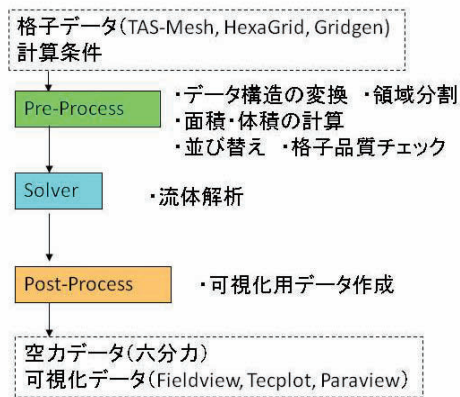 格子データ(TAS-Mesh, HexaGrid, Gridgen)
計算条件
Pre-Process
・データ構造の変換 ・領域分割
・面積・体積の計算
・並び替え ・格子品質チェック
Solver
・流体解析
Post-Process
・可視化用データ作成
空力データ(六分力)
可視化データ(Fieldview, Tecplot, Paraview)